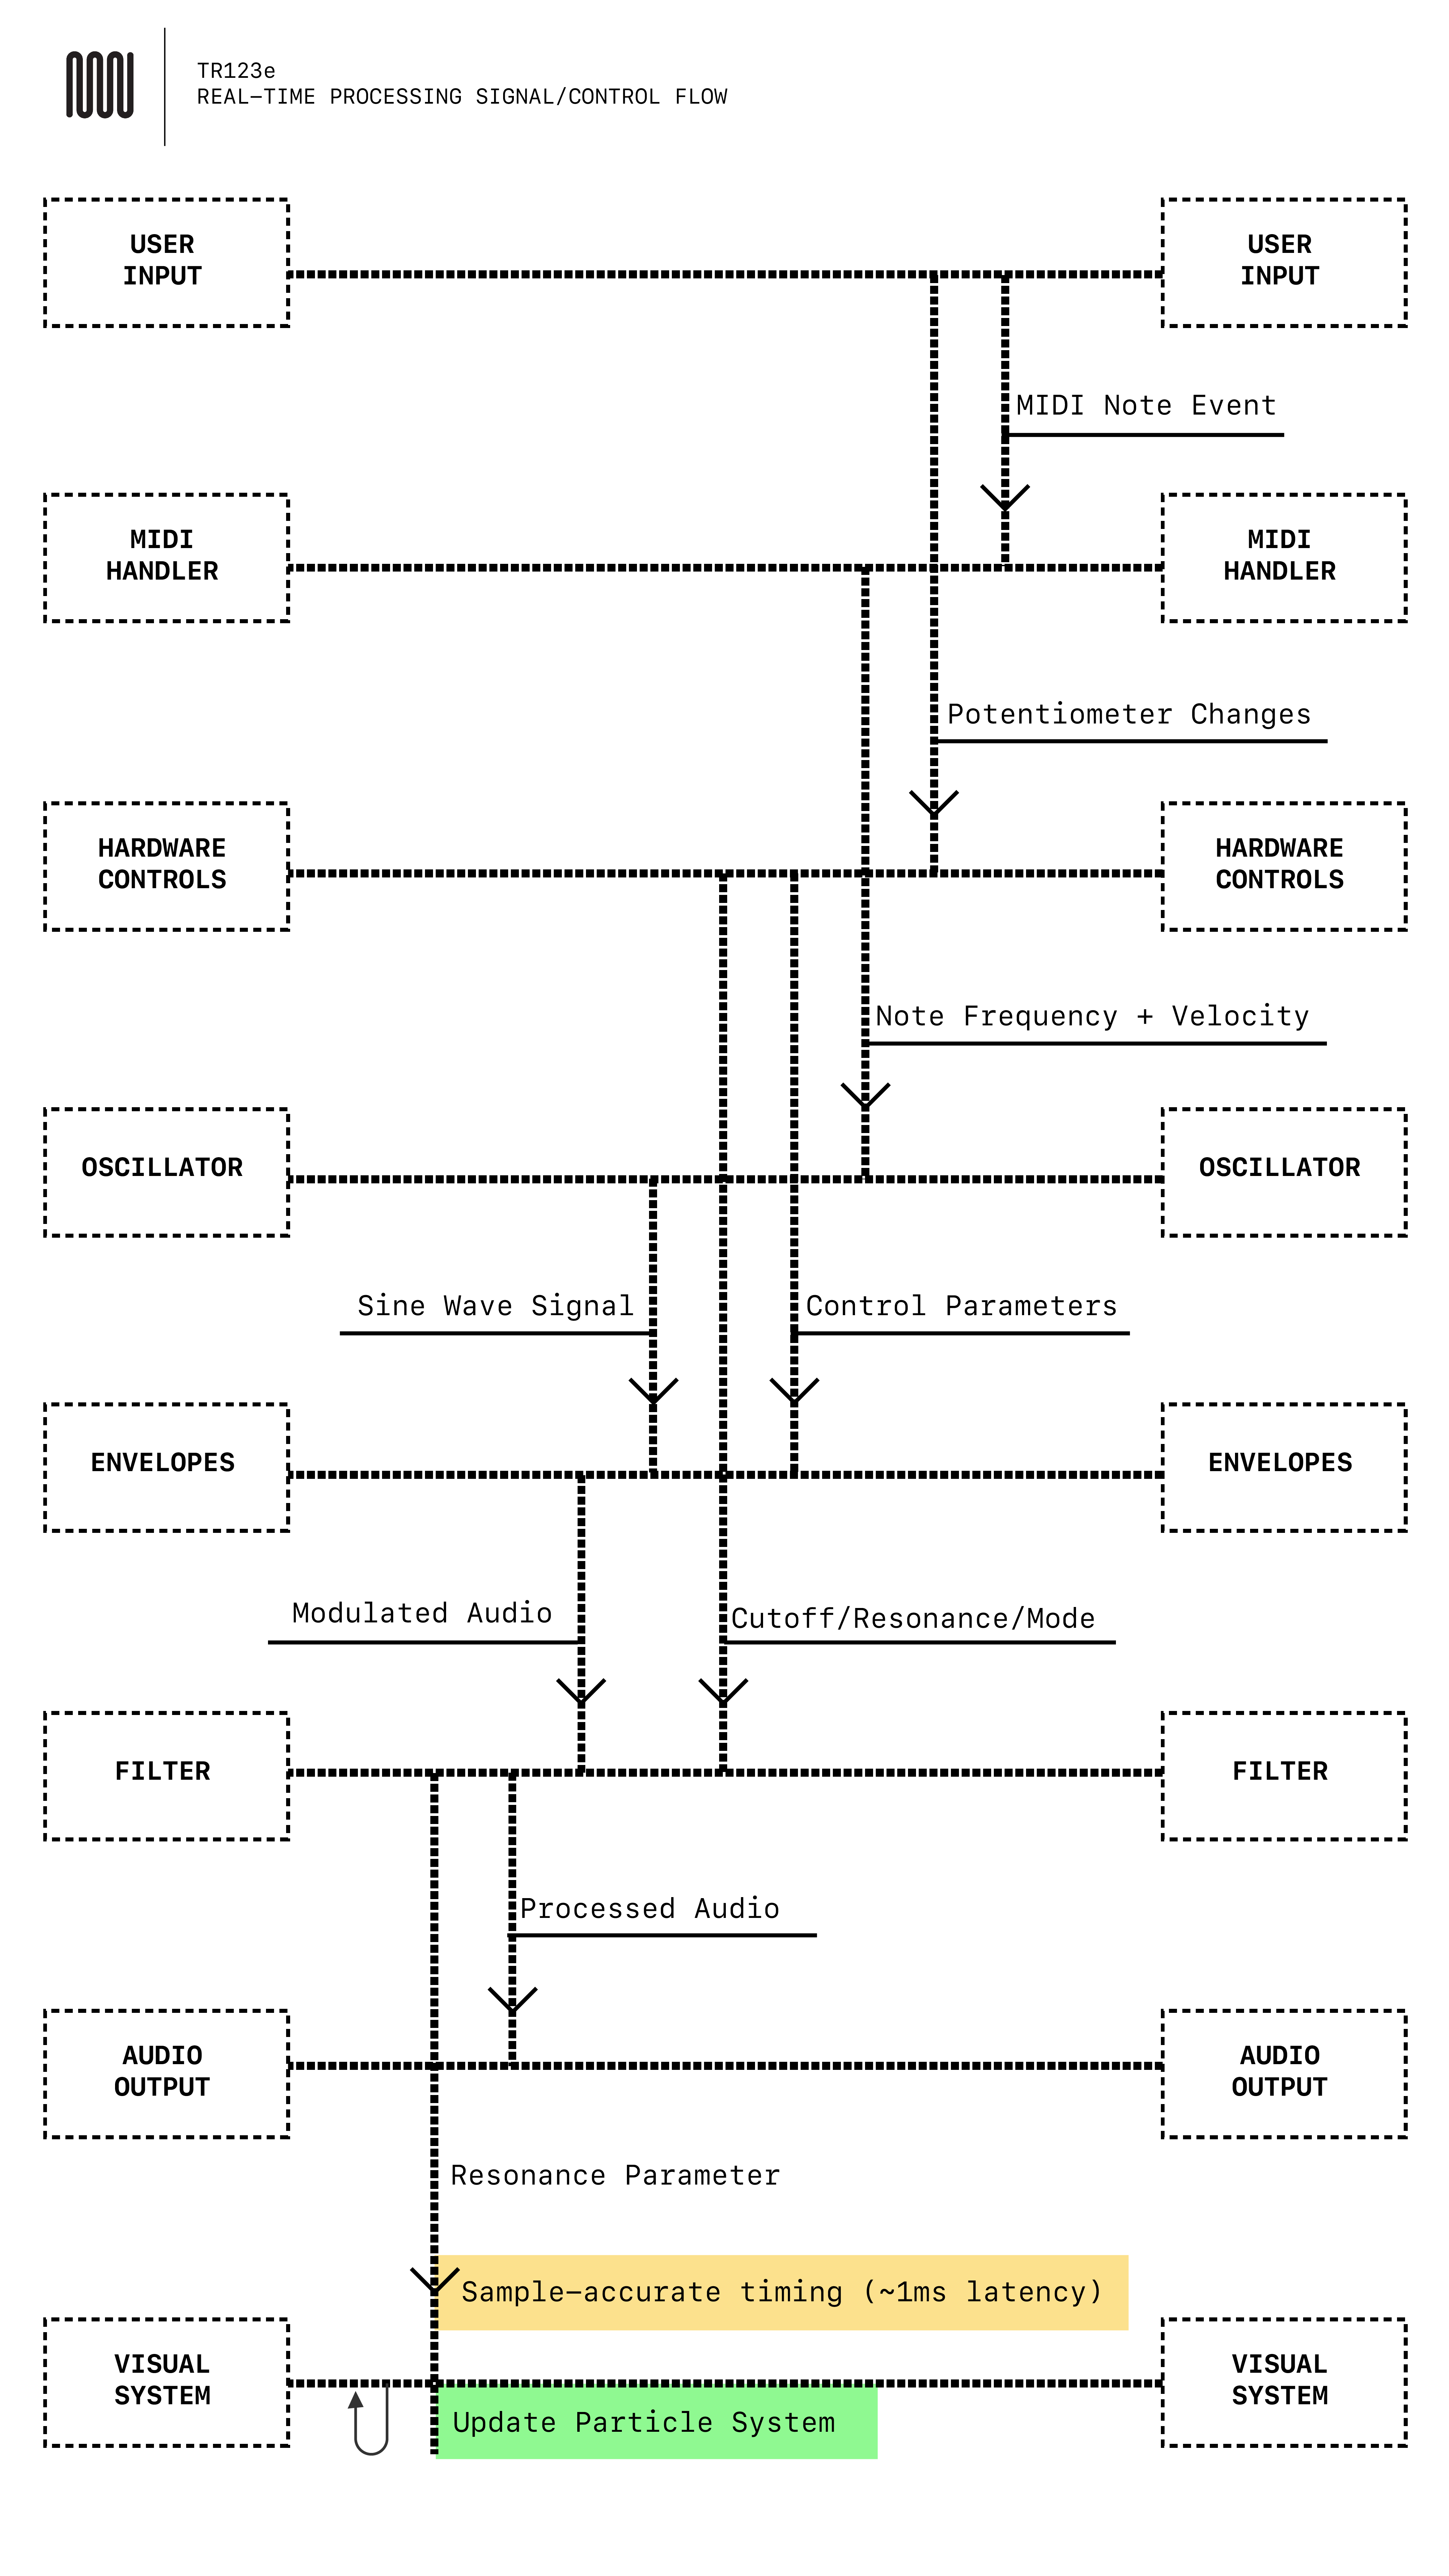 TR123e
REAL-TIME PROCESSING SIGNAL/CONTROL FLOW
USER
INPUT
USER
INPUT
MIDI Note Event
MIDI
HANDLER
MIDI
HANDLER
Potentiometer Changes
HARDWARE
CONTROLS
HARDWARE
CONTROLS
Note Frequency + Velocity
OSCILLATOR
OSCILLATOR
Sine Wave Signal
Control Parameters
ENVELOPES
ENVELOPES
Modulated Audio
Cutoff/Resonance/Mode
FILTER
FILTER
Processed Audio
AUDIO
OUTPUT
AUDIO
OUTPUT
Resonance Parameter
Sample-accurate timing (~1ms latency)
VISUAL
SYSTEM
VISUAL
SYSTEM
Update Particle System